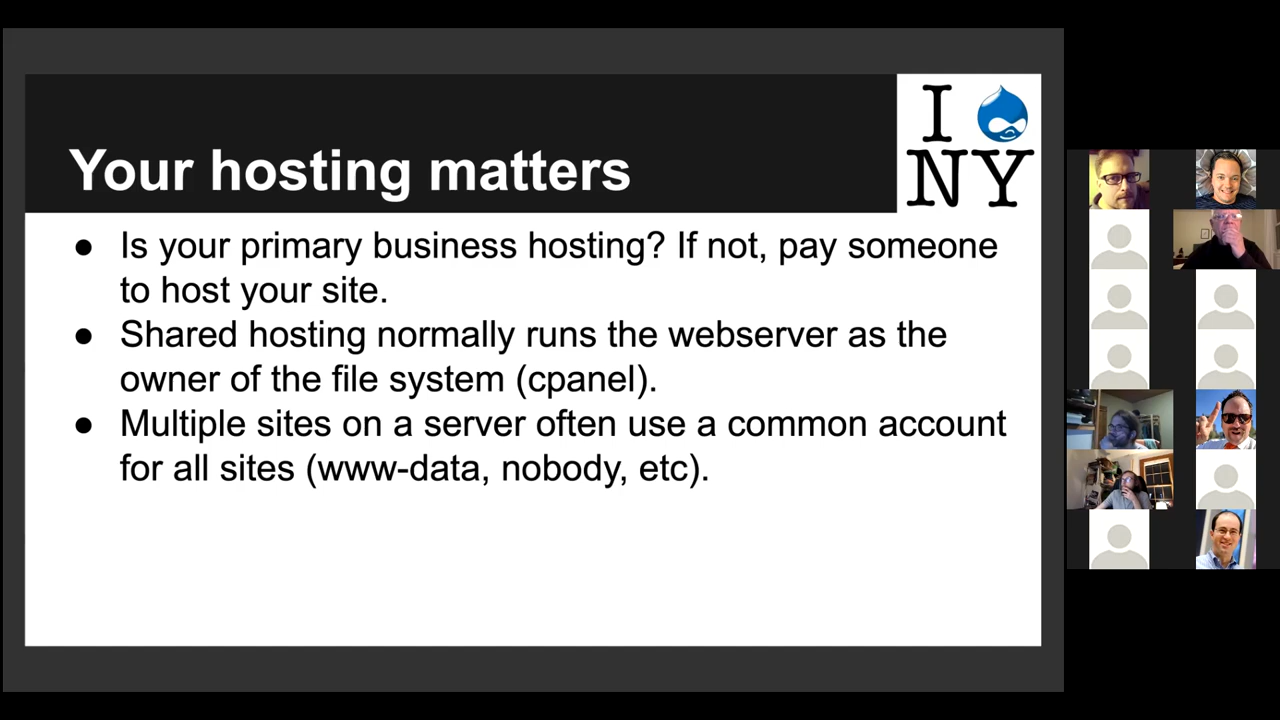 I
NY
Your hosting matters
● Is your primary business hosting? If not, pay someone
to host your site.
● Shared hosting normally runs the webserver as the
owner of the file system (cpanel).
● Multiple sites on a server often use a common account
for all sites (www-data, nobody, etc).